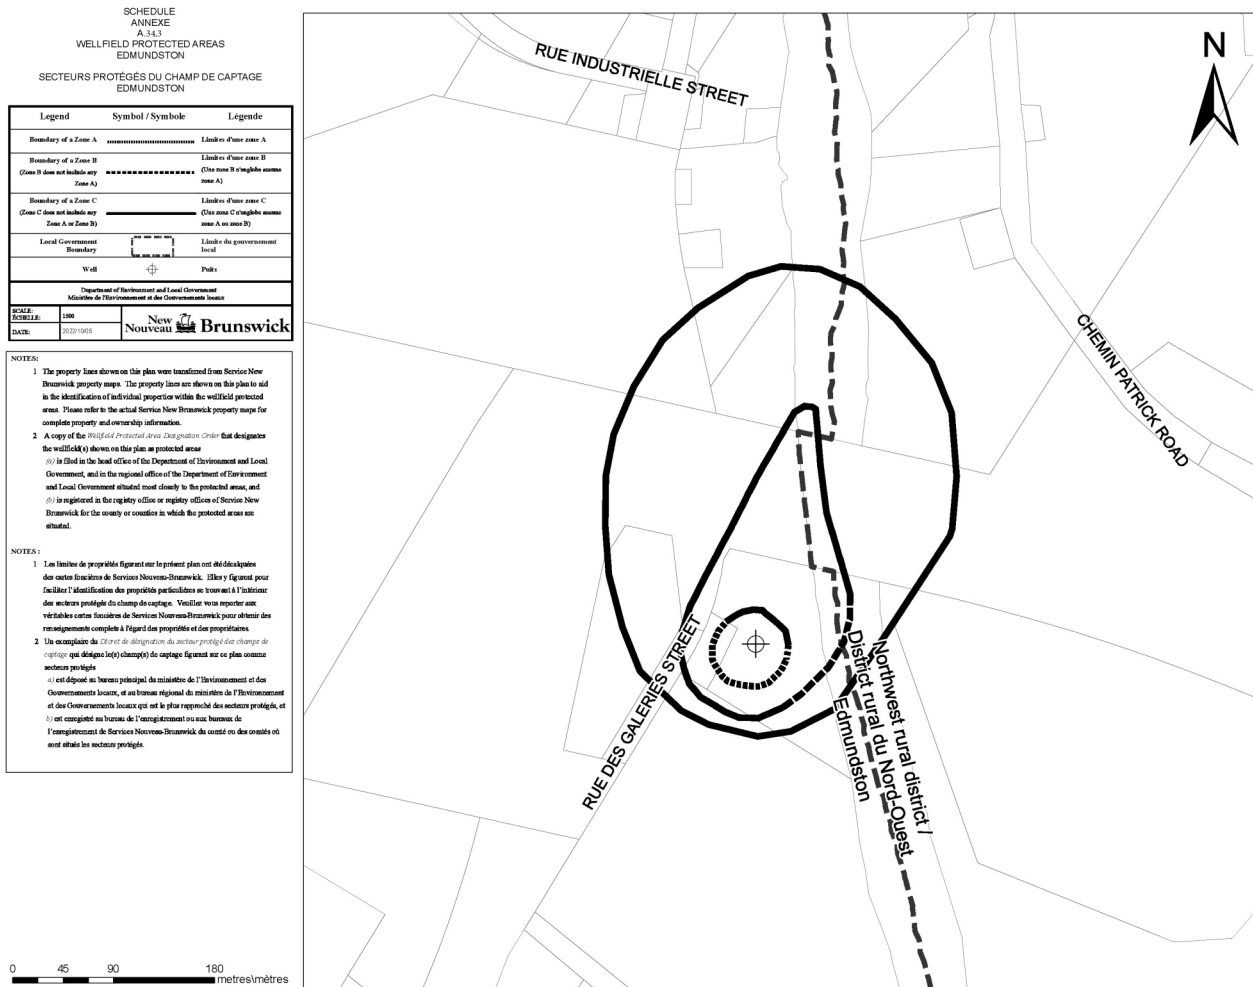 SCHEDULE
ANNEXE
A.34.3
WELLFIELD PROTECTED AREAS
EDMUNDSTON
SECTEURS PROTÉGÉS DU CHAMP DE CAPTAGE
EDMUNDSTON
Legend Symbol / Symbole Légende
Boundary of a Zone A Limites d'une zone A
Boundary of a Zone B Limites d'une zone B
(Zone B does not include any Zone A) (Une zone B n'englobe aucune zone A)
Boundary of a Zone C Limites d'une zone C
(Zone C does not include any Zone A or Zone B) (Une zone C n'englobe aucune zone A ou zone B)
Local Government Boundary Limite du gouvernement local
Well Puits
Department of Environment and Local Government
Ministère de l'Environnement et des Gouvernements locaux
SCALE:
ÉCHELLE: 1500
DATE: 2022/10/05
New Nouveau Brunswick
NOTES:
1 The property lines shown on this plan were transferred from Service New
Brunswick property maps. The property lines are shown on this plan to aid
in the identification of individual properties within the wellfield protected
areas. Please refer to the actual Service New Brunswick property maps for
complete property and ownership information.
2 A copy of the Wellfield Protected Area Designation Order that designates
the wellfield(s) shown on this plan as protected areas
(a) is filed in the head office of the Department of Environment and Local
Government, and in the regional office of the Department of Environment
and Local Government situated most closely to the protected areas, and
(b) is registered in the registry office or registry offices of Service New
Brunswick for the county or counties in which the protected areas are
situated.
NOTES :
1 Les limites de propriétés figurant sur le présent plan ont été décalquées
des cartes foncières de Services Nouveau-Brunswick. Elles y figurent pour
faciliter l'identification des propriétés particulières se trouvant à l'intérieur
des secteurs protégés du champ de captage. Veuillez vous reporter aux
véritables cartes foncières de Services Nouveau-Brunswick pour obtenir des
renseignements complets à l'égard des propriétés et des propriétaires.
2 Un exemplaire du Décret de désignation du secteur protégé des champs de
captage qui désigne le(s) champ(s) de captage figurant sur ce plan comme
secteurs protégés
a) est déposé au bureau principal du ministère de l'Environnement et des
Gouvernements locaux, et au bureau régional du ministère de l'Environnement
et des Gouvernements locaux qui est le plus rapproché des secteurs protégés, et
b) est enregistré au bureau de l'enregistrement ou aux bureaux de
l'enregistrement de Services Nouveau-Brunswick du comté ou des comtés où
sont situés les secteurs protégés.
0 45 90 180
metres\mètres
N
RUE INDUSTRIELLE STREET
CHEMIN PATRICK ROAD
RUE DES GALERIES STREET
Northwest rural district /
District rural du Nord-Ouest
Edmundston